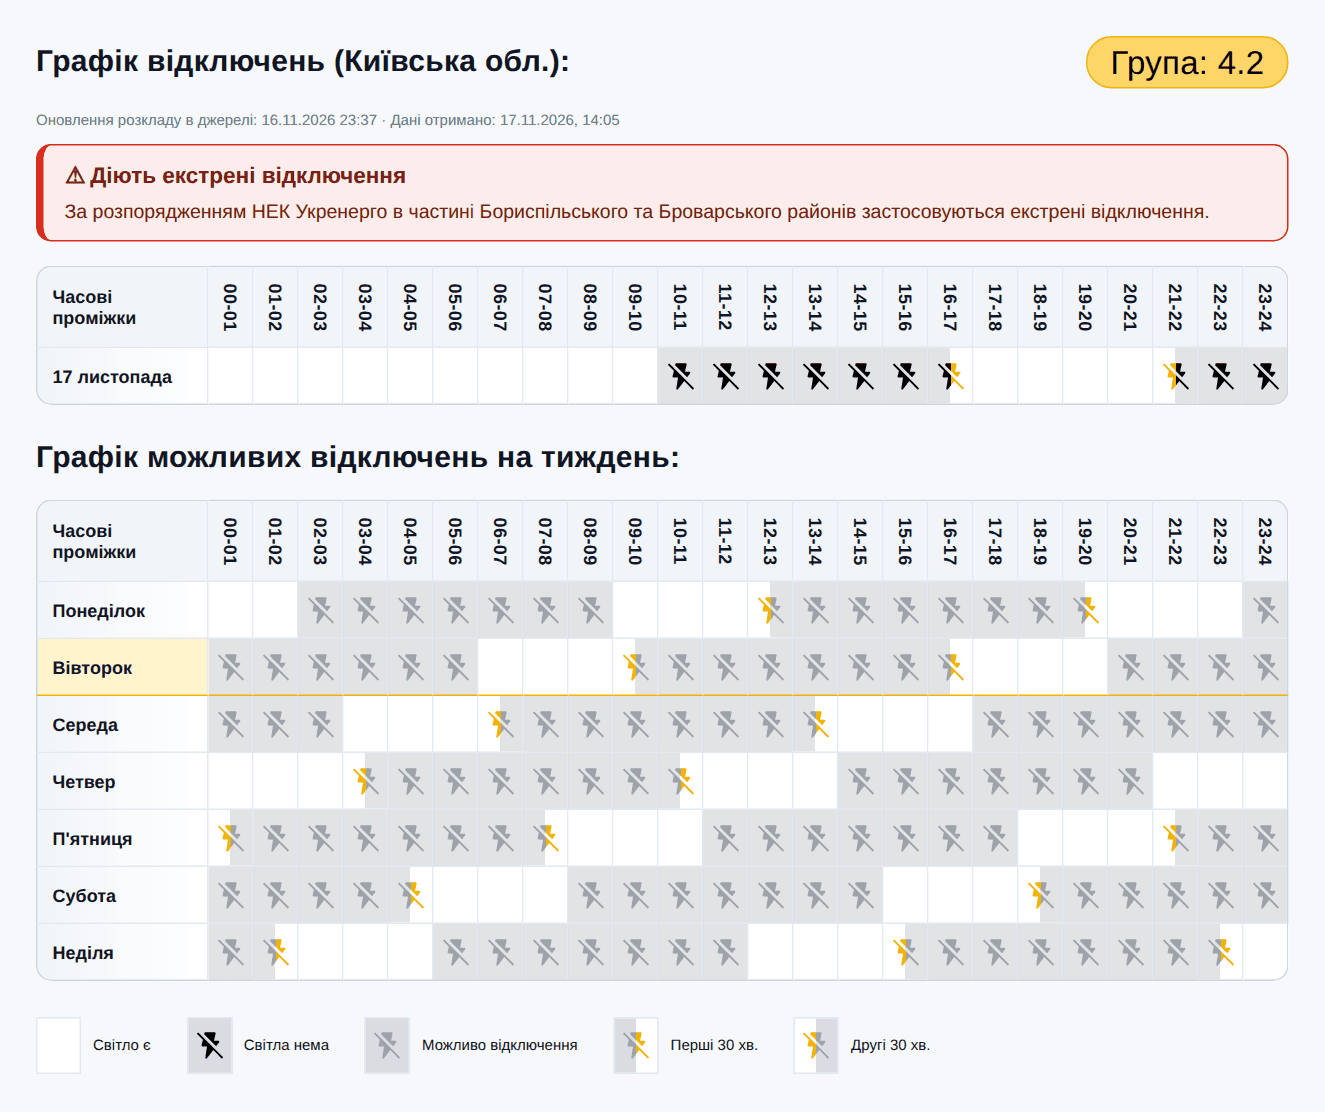 Графік відключень (Київська обл.):
Група: 4.2
Оновлення розкладу в джерелі: 16.11.2026 23:37 · Дані отримано: 17.11.2026, 14:05
⚠ Діють екстрені відключення
За розпорядженням НЕК Укренерго в частині Бориспільського та Броварського районів застосовуються екстрені відключення.
Часові
проміжки
00-01 01-02 02-03 03-04 04-05 05-06 06-07 07-08 08-09 09-10 10-11 11-12 12-13 13-14 14-15 15-16 16-17 17-18 18-19 19-20 20-21 21-22 22-23 23-24
17 листопада
Графік можливих відключень на тиждень:
Часові
проміжки
00-01 01-02 02-03 03-04 04-05 05-06 06-07 07-08 08-09 09-10 10-11 11-12 12-13 13-14 14-15 15-16 16-17 17-18 18-19 19-20 20-21 21-22 22-23 23-24
Понеділок
Вівторок
Середа
Четвер
П'ятниця
Субота
Неділя
Світло є
Світла нема
Можливо відключення
Перші 30 хв.
Другі 30 хв.